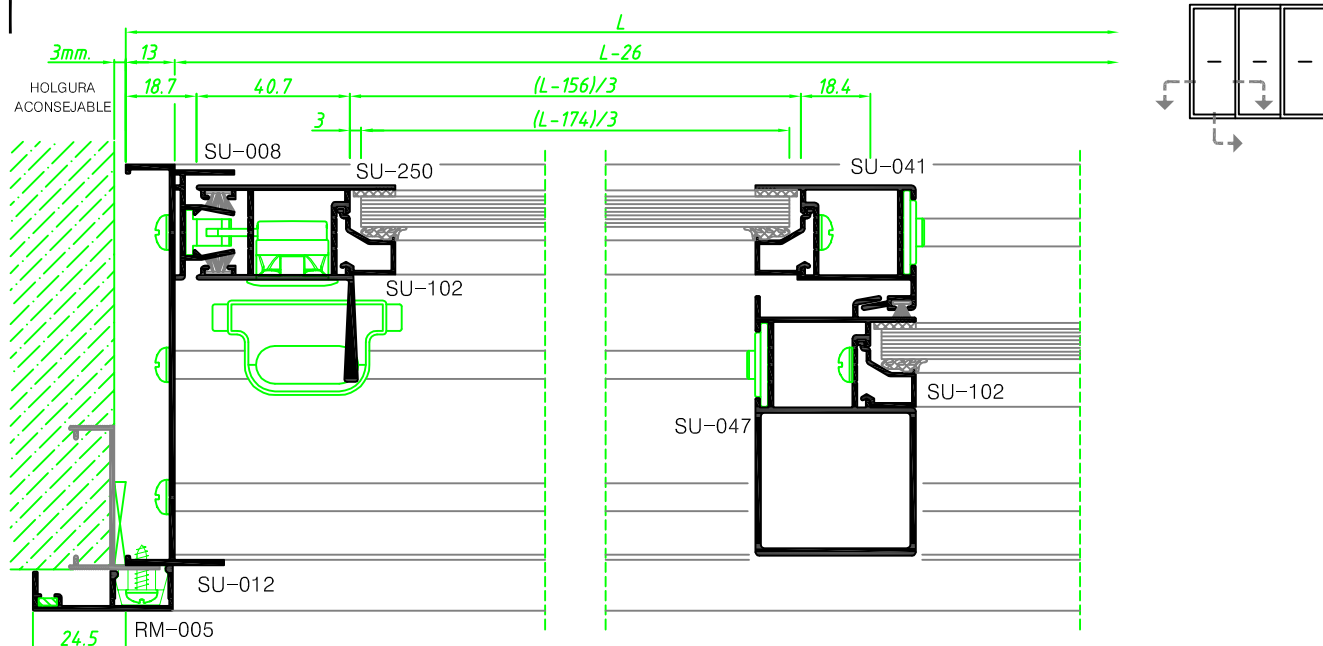 L
3mm.
13
L-26
HOLGURA
ACONSEJABLE
18.7
40.7
(L-156)/3
18.4
3
(L-174)/3
SU-008
SU-250
SU-041
SU-102
SU-102
SU-047
SU-012
RM-005
24.5